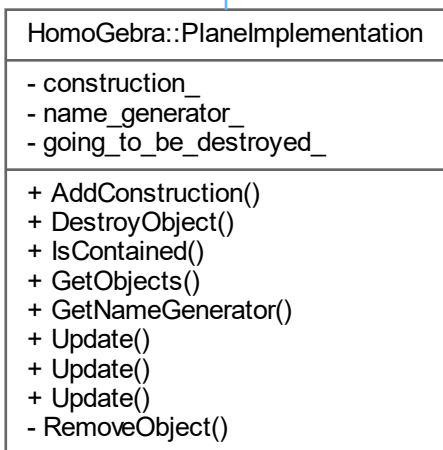 HomoGebra::PlaneImplementation
- construction_
- name_generator_
- going_to_be_destroyed_
+ AddConstruction()
+ DestroyObject()
+ IsContained()
+ GetObjects()
+ GetNameGenerator()
+ Update()
+ Update()
+ Update()
- RemoveObject()